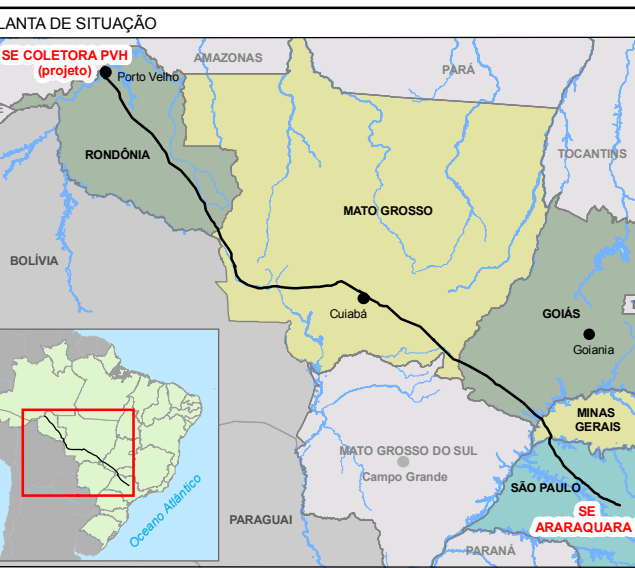 LANTA DE SITUAÇÃO
SE COLETORA PVH
(projeto)
Porto Velho
AMAZONAS
PARÁ
TOCANTINS
RONDÔNIA
MATO GROSSO
BOLÍVIA
Cuiabá
GOIÁS
Goiania
MINAS
GERAIS
MATO GROSSO DO SUL
Campo Grande
SÃO PAULO
SE
ARARAQUARA
PARAGUAI
PARANÁ
Oceano Atlântico